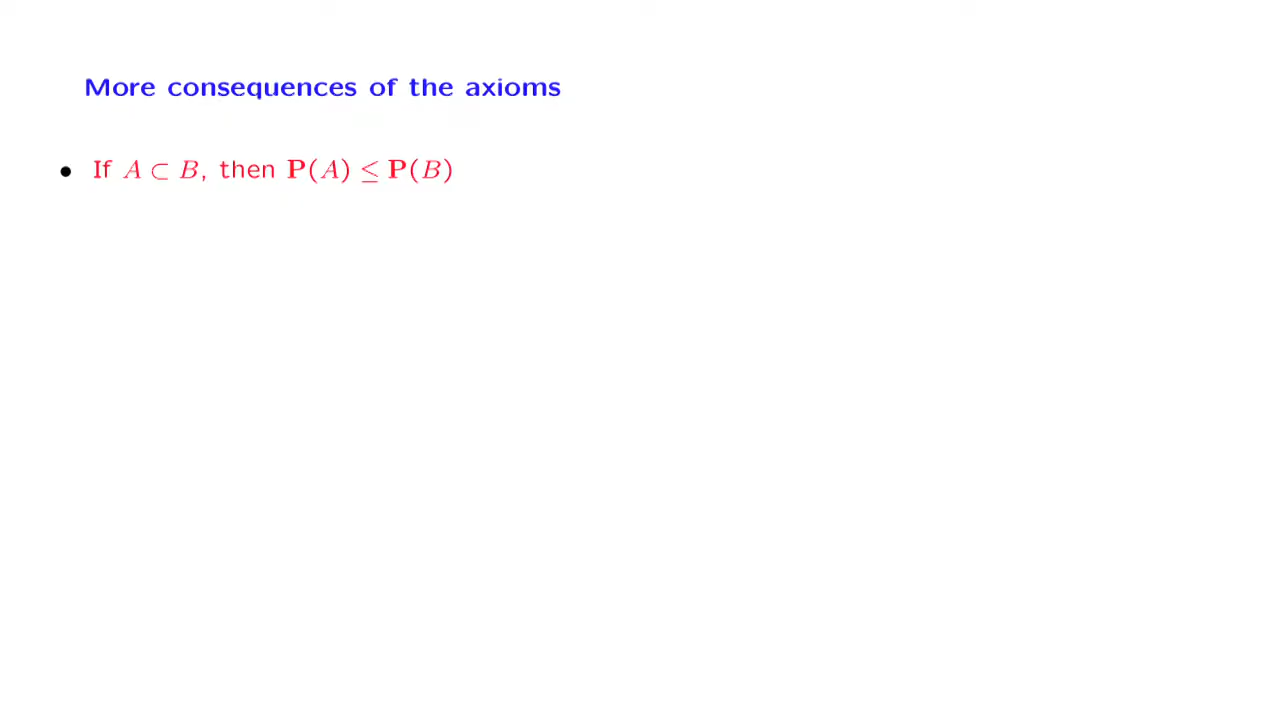 More consequences of the axioms
• If A ⊂ B, then P(A) ≤ P(B)